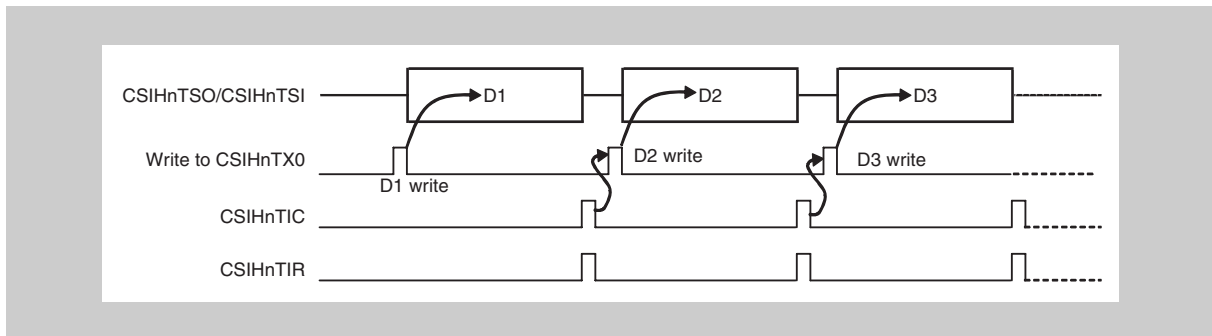 CSIHnTSO/CSIHnTSI D1 D2 D3
Write to CSIHnTX0 D2 write D3 write
D1 write
CSIHnTIC
CSIHnTIR